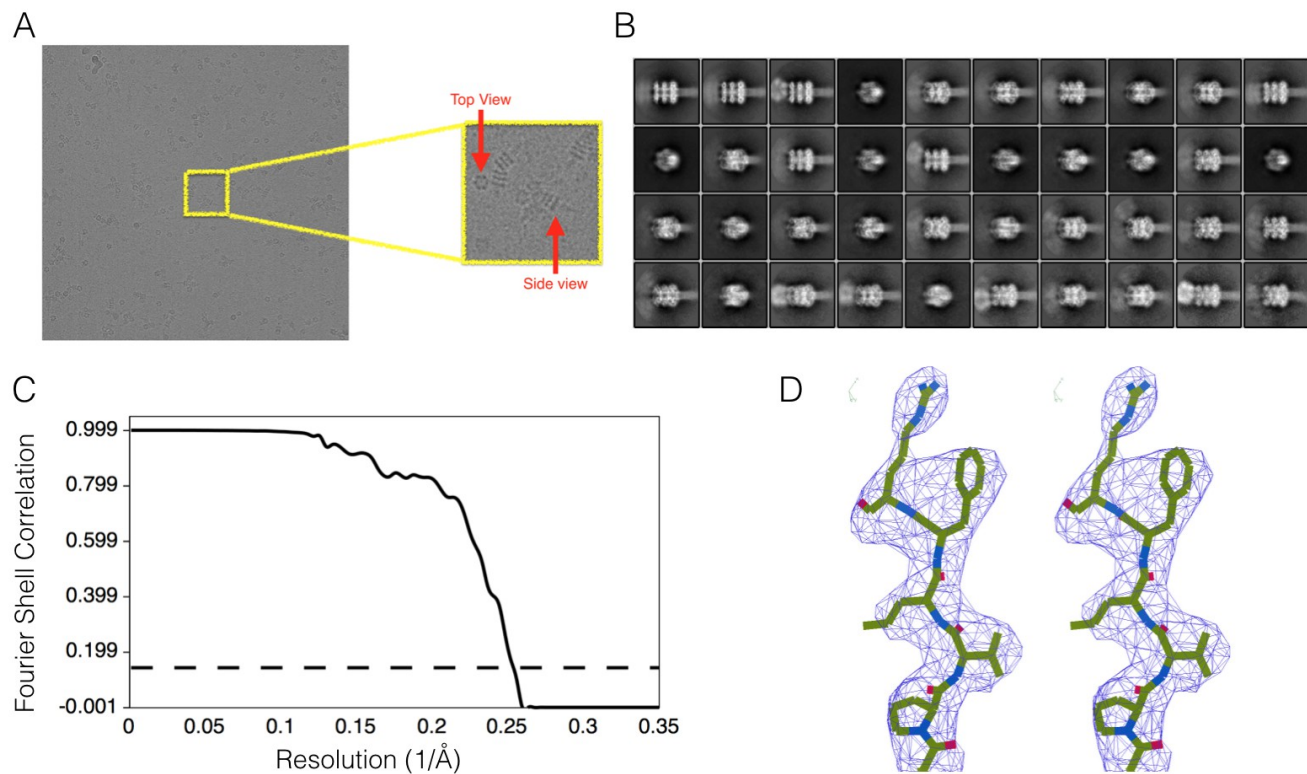 A
B
Top View
Side view
C
D
Fourier Shell Correlation
0.999
0.799
0.599
0.399
0.199
-0.001
0 0.05 0.1 0.15 0.2 0.25 0.3 0.35
Resolution (1/Å)